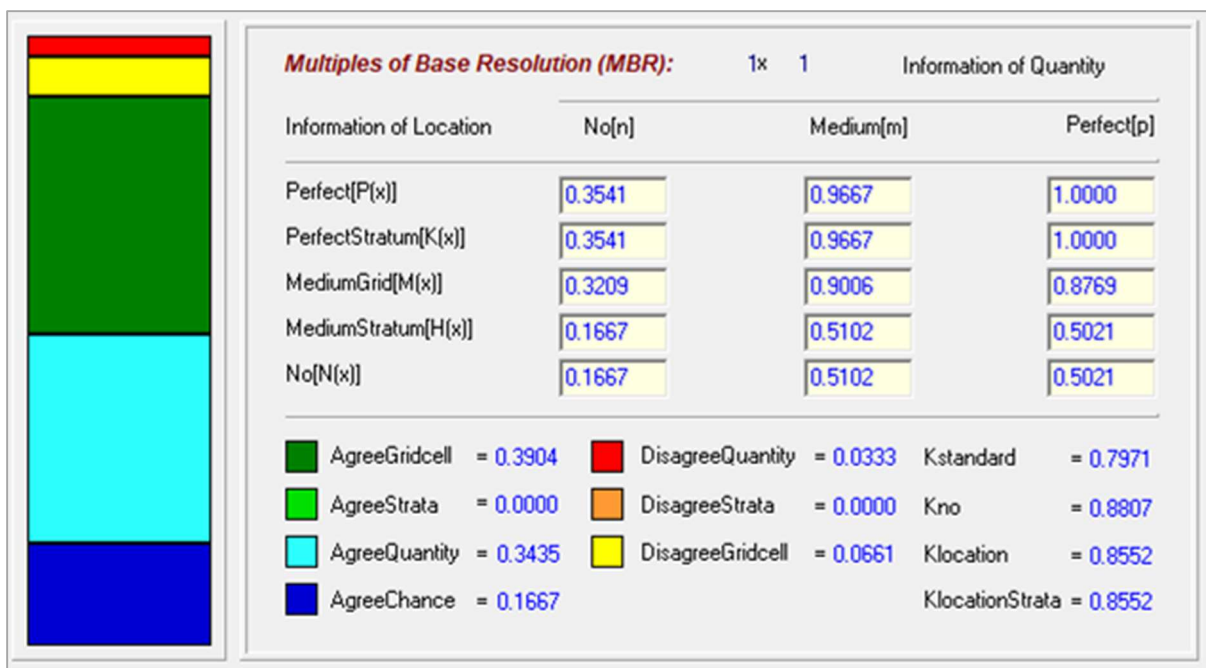 Multiples of Base Resolution (MBR): 1x 1 Information of Quantity
Information of Location No[n] Medium[m] Perfect[p]
Perfect[P(x)] 0.3541 0.9667 1.0000
PerfectStratum[K(x)] 0.3541 0.9667 1.0000
MediumGrid[M(x)] 0.3209 0.9006 0.8769
MediumStratum[H(x)] 0.1667 0.5102 0.5021
No[N(x)] 0.1667 0.5102 0.5021
AgreeGridcell = 0.3904 DisagreeQuantity = 0.0333 Kstandard = 0.7971
AgreeStrata = 0.0000 DisagreeStrata = 0.0000 Kno = 0.8807
AgreeQuantity = 0.3435 DisagreeGridcell = 0.0661 Klocation = 0.8552
AgreeChance = 0.1667 KlocationStrata = 0.8552